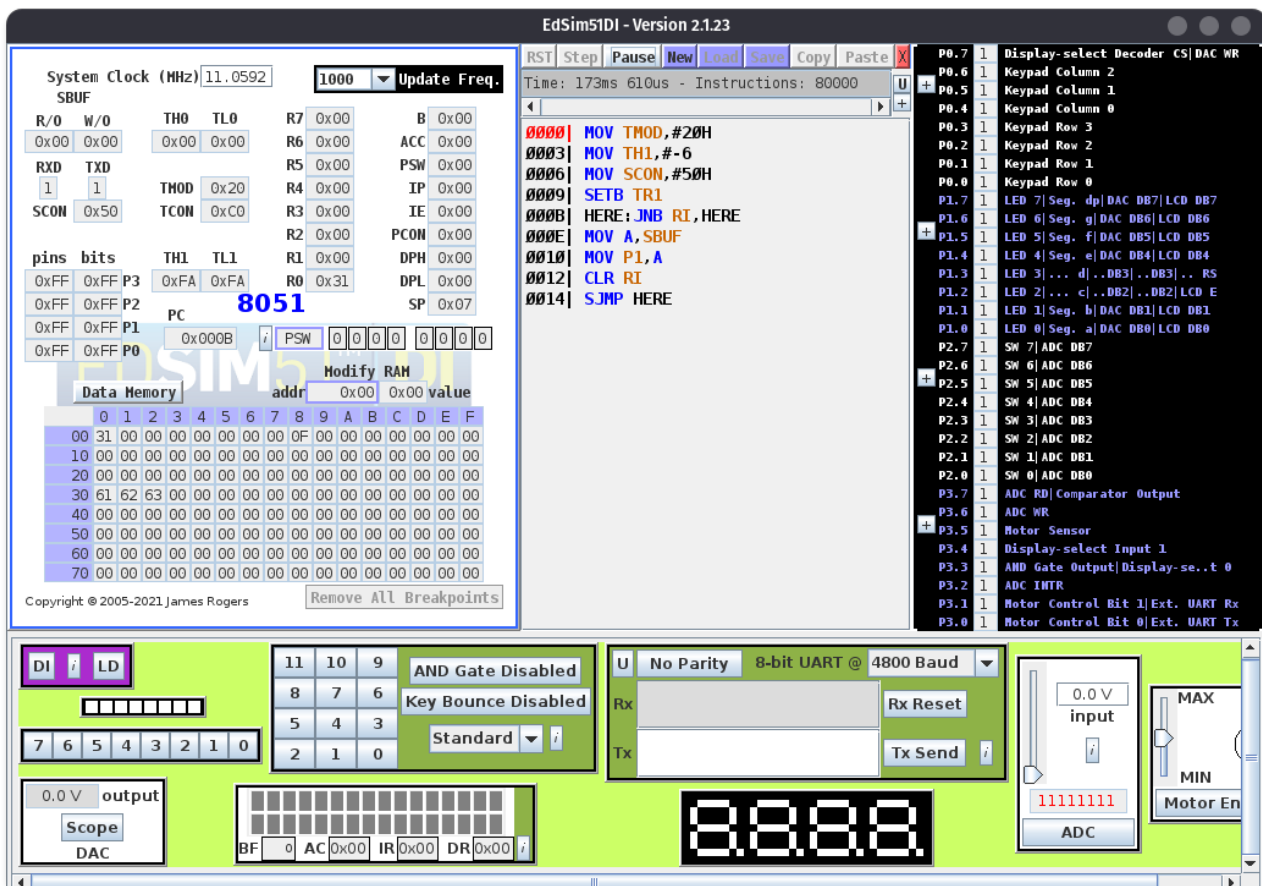 EdSim51DI - Version 2.1.23
System Clock (MHz) 11.0592 1000 Update Freq.
SBUF
R/O W/O TH0 TL0 R7 0x00 B 0x00
0x00 0x00 0x00 0x00 R6 0x00 ACC 0x00
RXD TXD R5 0x00 PSW 0x00
1 1 TMOD 0x20 R4 0x00 IP 0x00
SCON 0x50 TCON 0xC0 R3 0x00 IE 0x00
R2 0x00 PCON 0x00
pins bits TH1 TL1 R1 0x00 DPH 0x00
0xFF 0xFF P3 0xFA 0xFA R0 0x31 DPL 0x00
0xFF 0xFF P2 8051 SP 0x07
0xFF 0xFF P1 PC
0xFF 0xFF P0 0x000B i PSW 0 0 0 0 0 0 0 0
EDSIM51 DI
TM
Modify RAM
Data Memory addr 0x00 0x00 value
0 1 2 3 4 5 6 7 8 9 A B C D E F
00 31 00 00 00 00 00 00 00 0F 00 00 00 00 00 00 00
10 00 00 00 00 00 00 00 00 00 00 00 00 00 00 00 00
20 00 00 00 00 00 00 00 00 00 00 00 00 00 00 00 00
30 61 62 63 00 00 00 00 00 00 00 00 00 00 00 00 00
40 00 00 00 00 00 00 00 00 00 00 00 00 00 00 00 00
50 00 00 00 00 00 00 00 00 00 00 00 00 00 00 00 00
60 00 00 00 00 00 00 00 00 00 00 00 00 00 00 00 00
70 00 00 00 00 00 00 00 00 00 00 00 00 00 00 00 00
Copyright © 2005-2021 James Rogers Remove All Breakpoints
RST Step Pause New Load Save Copy Paste X
Time: 173ms 610us - Instructions: 80000 U
+
0000| MOV TMOD,#20H
0003| MOV TH1,#-6
0006| MOV SCON,#50H
0009| SETB TR1
000B| HERE:JNB RI,HERE
000E| MOV A,SBUF
0010| MOV P1,A
0012| CLR RI
0014| SJMP HERE
P0.7 1 Display-select Decoder CS|DAC WR
P0.6 1 Keypad Column 2
+ P0.5 1 Keypad Column 1
P0.4 1 Keypad Column 0
P0.3 1 Keypad Row 3
P0.2 1 Keypad Row 2
P0.1 1 Keypad Row 1
P0.0 1 Keypad Row 0
P1.7 1 LED 7|Seg. dp|DAC DB7|LCD DB7
P1.6 1 LED 6|Seg. g|DAC DB6|LCD DB6
+ P1.5 1 LED 5|Seg. f|DAC DB5|LCD DB5
P1.4 1 LED 4|Seg. e|DAC DB4|LCD DB4
P1.3 1 LED 3|... d|..DB3|..DB3|.. RS
P1.2 1 LED 2|... c|..DB2|..DB2|LCD E
P1.1 1 LED 1|Seg. b|DAC DB1|LCD DB1
P1.0 1 LED 0|Seg. a|DAC DB0|LCD DB0
P2.7 1 SW 7|ADC DB7
P2.6 1 SW 6|ADC DB6
+ P2.5 1 SW 5|ADC DB5
P2.4 1 SW 4|ADC DB4
P2.3 1 SW 3|ADC DB3
P2.2 1 SW 2|ADC DB2
P2.1 1 SW 1|ADC DB1
P2.0 1 SW 0|ADC DB0
P3.7 1 ADC RD|Comparator Output
P3.6 1 ADC WR
+ P3.5 1 Motor Sensor
P3.4 1 Display-select Input 1
P3.3 1 AND Gate Output|Display-se..t 0
P3.2 1 ADC INTR
P3.1 1 Motor Control Bit 1|Ext. UART Rx
P3.0 1 Motor Control Bit 0|Ext. UART Tx
DI i LD
7 6 5 4 3 2 1 0
0.0 V output
Scope
DAC
11 10 9
8 7 6
5 4 3
2 1 0
AND Gate Disabled
Key Bounce Disabled
Standard i
BF 0 AC 0x00 IR 0x00 DR 0x00 i
U No Parity 8-bit UART @ 4800 Baud
Rx Rx Reset
Tx Tx Send i
8.8.8.8.
0.0 V
input
i
11111111
ADC
MAX
MIN
Motor En